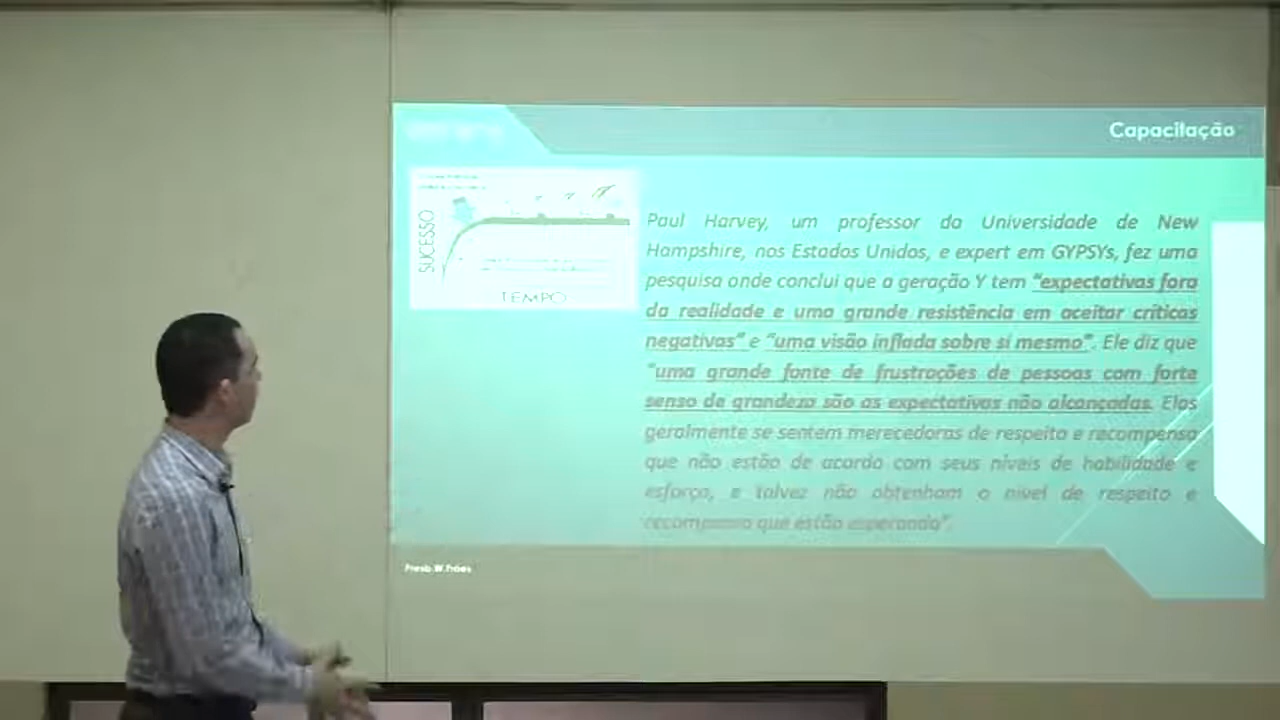 Capacitação
SUCESSO
TEMPO
Paul Harvey, um professor da Universidade de New
Hampshire, nos Estados Unidos, e expert em GYPSYs, fez uma
pesquisa onde conclui que a geração Y tem “expectativas fora
da realidade e uma grande resistência em aceitar críticas
negativas” e “uma visão inflada sobre si mesmo”. Ele diz que
“uma grande fonte de frustrações de pessoas com forte
senso de grandeza são as expectativas não alcançadas. Elas
geralmente se sentem merecedoras de respeito e recompensa
que não estão de acordo com seus níveis de habilidade e
esforço, e talvez não obtenham o nível de respeito e
recompensa que estão esperando”.
Presb. W.Fróes